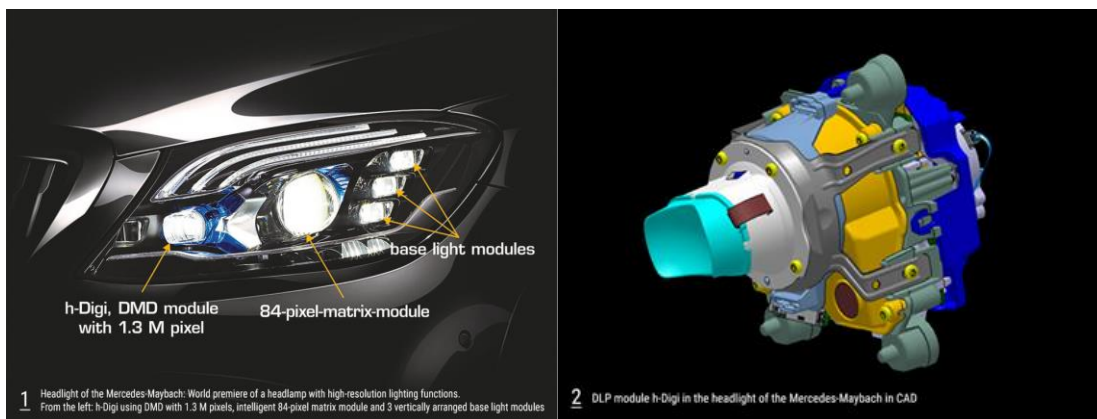 base light modules
h-Digi, DMD module
with 1.3 M pixel
84-pixel-matrix-module
1
Headlight of the Mercedes-Maybach: World premiere of a headlamp with high-resolution lighting functions.
From the left: h-Digi using DMD with 1.3 M pixels, intelligent 84-pixel matrix module and 3 vertically arranged base light modules
2
DLP module h-Digi in the headlight of the Mercedes-Maybach in CAD